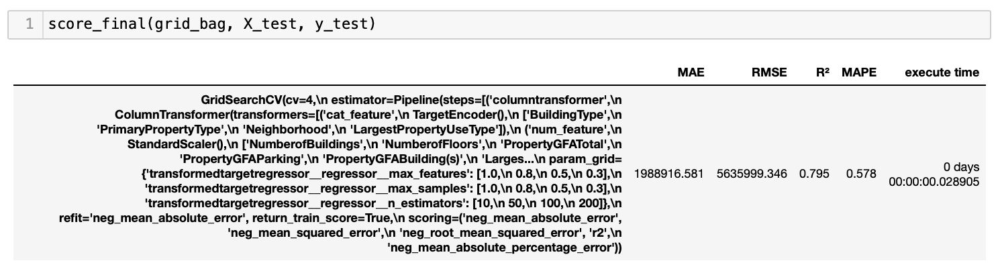 1 score_final(grid_bag, X_test, y_test)
MAE RMSE R² MAPE execute time
GridSearchCV(cv=4,\n estimator=Pipeline(steps=[('columntransformer',\n
ColumnTransformer(transformers=[('cat_feature',\n TargetEncoder(),\n ['BuildingType',\n
'PrimaryPropertyType',\n 'Neighborhood',\n 'LargestPropertyUseType']),\n ('num_feature',\n
StandardScaler(),\n ['NumberofBuildings',\n 'NumberofFloors',\n 'PropertyGFATotal',\n
'PropertyGFAParking',\n 'PropertyGFABuilding(s)',\n 'Larges...\n param_grid=
{'transformedtargetregressor__regressor__max_features': [1.0,\n 0.8,\n 0.5,\n 0.3],\n
'transformedtargetregressor__regressor__max_samples': [1.0,\n 0.8,\n 0.5,\n 0.3],\n
'transformedtargetregressor__regressor__n_estimators': [10,\n 50,\n 100,\n 200]},\n
refit='neg_mean_absolute_error', return_train_score=True,\n scoring=('neg_mean_absolute_error',
'neg_mean_squared_error',\n 'neg_root_mean_squared_error', 'r2',\n
'neg_mean_absolute_percentage_error'))
1988916.581 5635999.346 0.795 0.578
0 days
00:00:00.028905